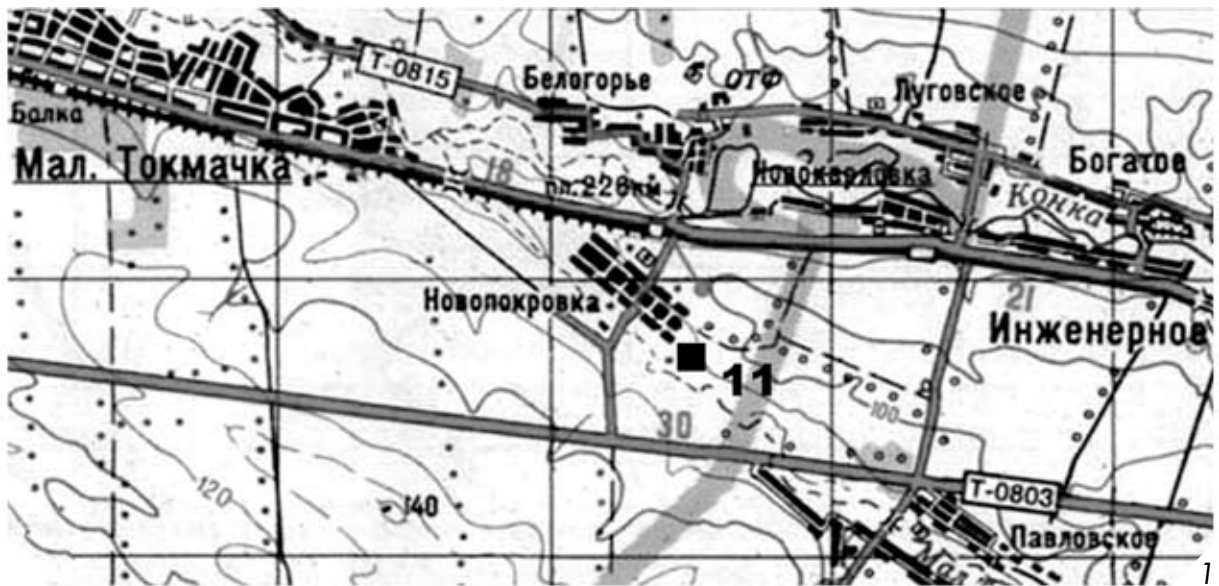 Т-0815
Белогорье
ОТФ
Луговское
Балка
Мал. Токмачка
18
пл. 226км
Новокарловка
Богатое
Конка
Новопокровка
21
Инженерное
11
100
30
120
140
Т-0803
Павловское
Мал.
1